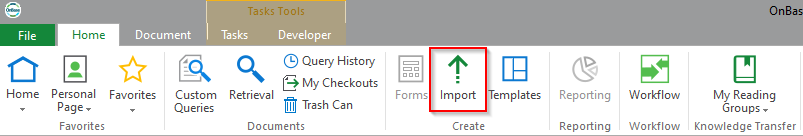 OnBase
Tasks Tools
OnBas
File
Home
Document
Tasks
Developer
Home
Personal
Page
Favorites
Favorites
Custom
Queries
Retrieval
Query History
My Checkouts
Trash Can
Documents
Forms
Import
Templates
Create
Reporting
Reporting
Workflow
Workflow
My Reading
Groups
Knowledge Transfer